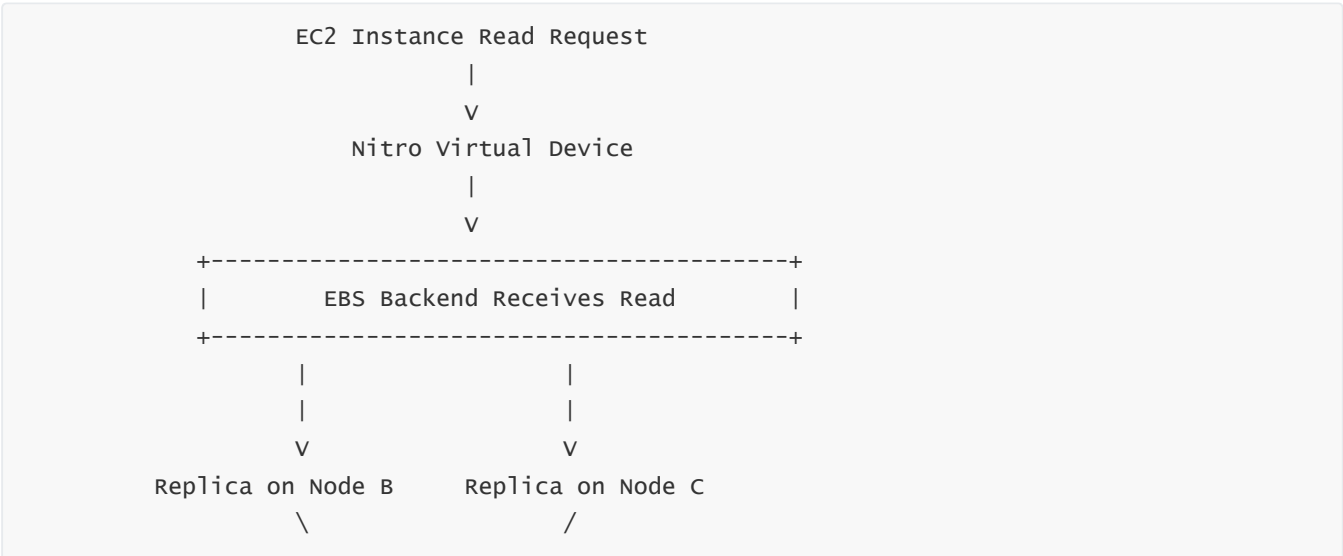 EC2 Instance Read Request
|
v
Nitro Virtual Device
|
v
+-----------------------------------------+
| EBS Backend Receives Read |
+-----------------------------------------+
| |
| |
v v
Replica on Node B Replica on Node C
\ /